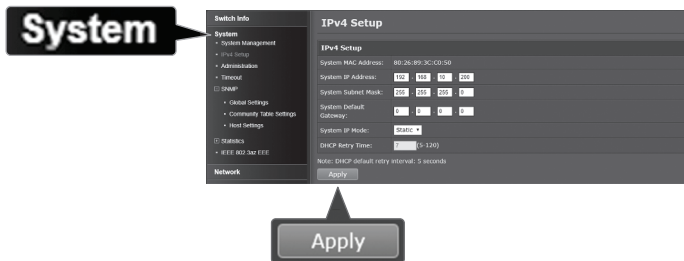 System
Switch Info
System
• System Management
• IPv4 Setup
• Administration
• Timeout
SNMP
• Global Settings
• Community Table Settings
• Host Settings
Statistics
• IEEE 802.3az EEE
Network
IPv4 Setup
IPv4 Setup
System MAC Address: 80:26:89:3C:C0:50
System IP Address: 192 . 168 . 10 . 200
System Subnet Mask: 255 . 255 . 255 . 0
System Default Gateway: 0 . 0 . 0 . 0
System IP Mode: Static
DHCP Retry Time: 7 (5-120)
Note: DHCP default retry interval: 5 seconds
Apply
Apply